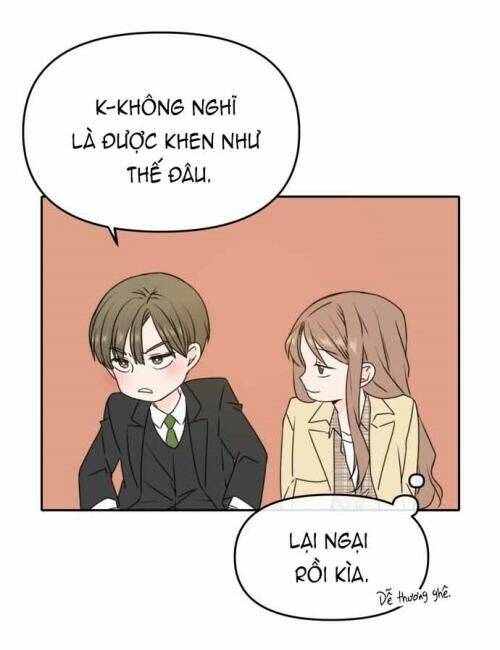 K-KHÔNG NGHĨ
LÀ ĐƯỢC KHEN NHƯ
THẾ ĐÂU.
LẠI NGẠI
RỒI KÌA.
Dễ thương ghê.